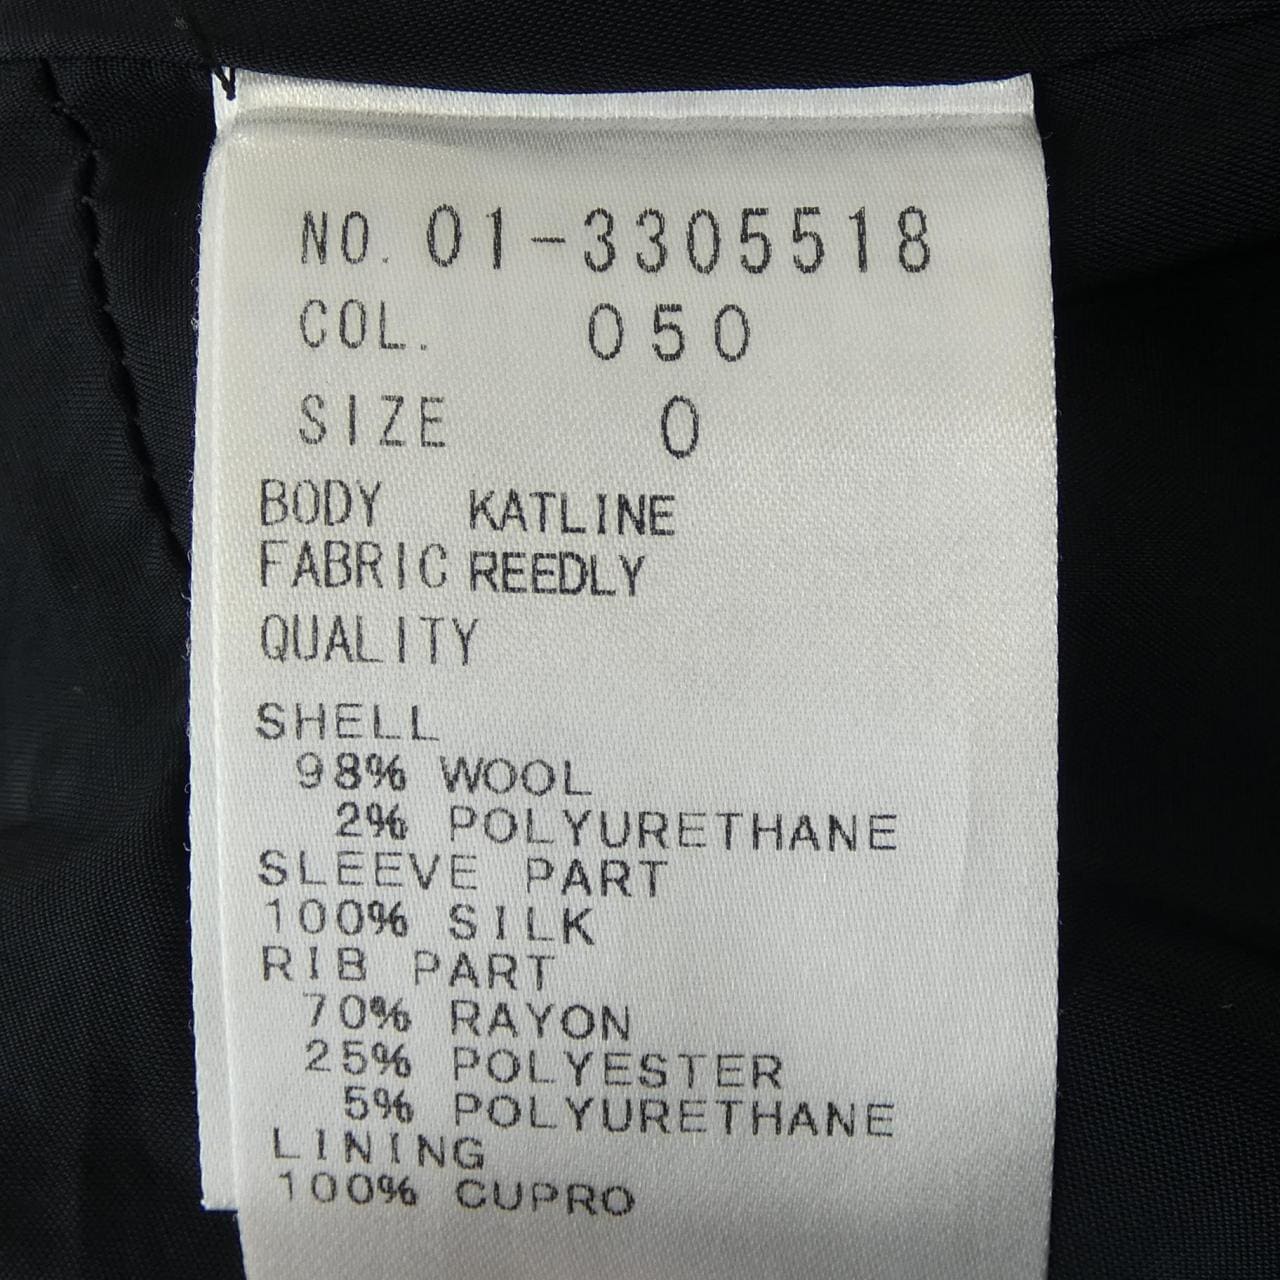 NO. 01-3305518
COL. 050
SIZE 0
BODY KATLINE
FABRIC REEDLY
QUALITY
SHELL
98% WOOL
2% POLYURETHANE
SLEEVE PART
100% SILK
RIB PART
70% RAYON
25% POLYESTER
5% POLYURETHANE
LINING
100% CUPRO